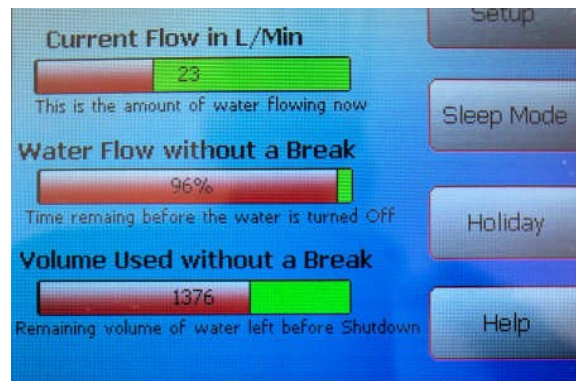 Setup
Current Flow in L/Min
23
This is the amount of water flowing now
Sleep Mode
Water Flow without a Break
96%
Time remaing before the water is turned Off
Holiday
Volume Used without a Break
1376
Remaining volume of water left before Shutdown
Help